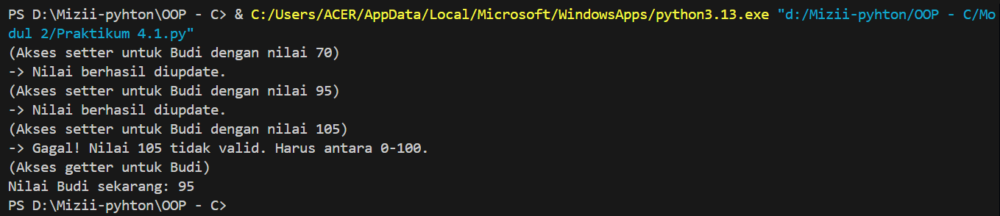 PS D:\Mizii-pyhton\OOP - C> & C:/Users/ACER/AppData/Local/Microsoft/WindowsApps/python3.13.exe "d:/Mizii-pyhton/OOP - C/Mo
dul 2/Praktikum 4.1.py"
(Akses setter untuk Budi dengan nilai 70)
-> Nilai berhasil diupdate.
(Akses setter untuk Budi dengan nilai 95)
-> Nilai berhasil diupdate.
(Akses setter untuk Budi dengan nilai 105)
-> Gagal! Nilai 105 tidak valid. Harus antara 0-100.
(Akses getter untuk Budi)
Nilai Budi sekarang: 95
PS D:\Mizii-pyhton\OOP - C>